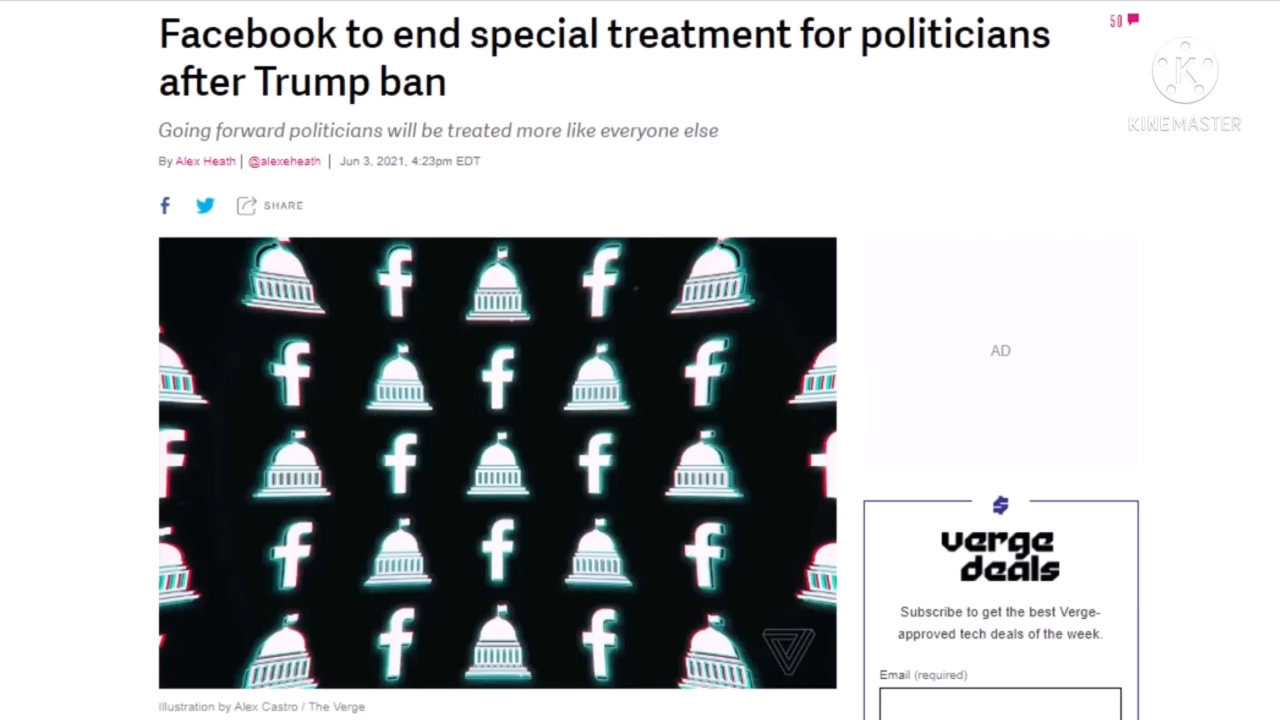 Facebook to end special treatment for politicians
after Trump ban
50
K
KINEMASTER
Going forward politicians will be treated more like everyone else
By Alex Heath | @alexeheath | Jun 3, 2021, 4:23pm EDT
SHARE
AD
verge
deals
Subscribe to get the best Verge-
approved tech deals of the week.
Email (required)
Illustration by Alex Castro / The Verge